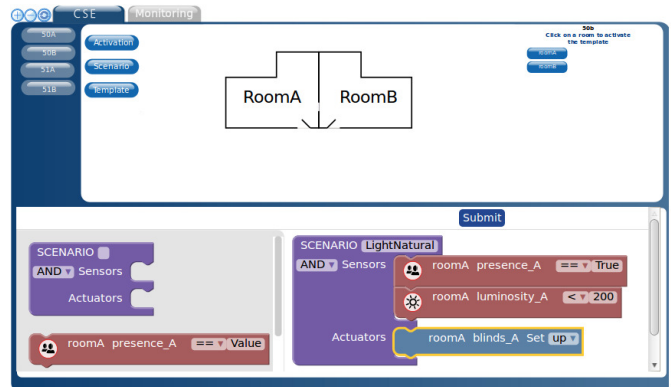 CSE
Monitoring
50A
50B
51A
51B
Activation
Scenario
Template
RoomA
RoomB
50b
Click on a room to activate
the template
roomA
roomB
Submit
SCENARIO
AND Sensors
Actuators
roomA presence_A == Value
SCENARIO LightNatural
AND Sensors
roomA presence_A == True
roomA luminosity_A < 200
Actuators
roomA blinds_A Set up